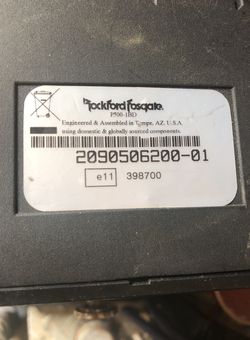 Rockford Fosgate.
P500-1BD
Engineered & Assembled in Tempe, AZ. U.S.A.
using domestic & globally sourced components.
2090506200-01
e11 398700